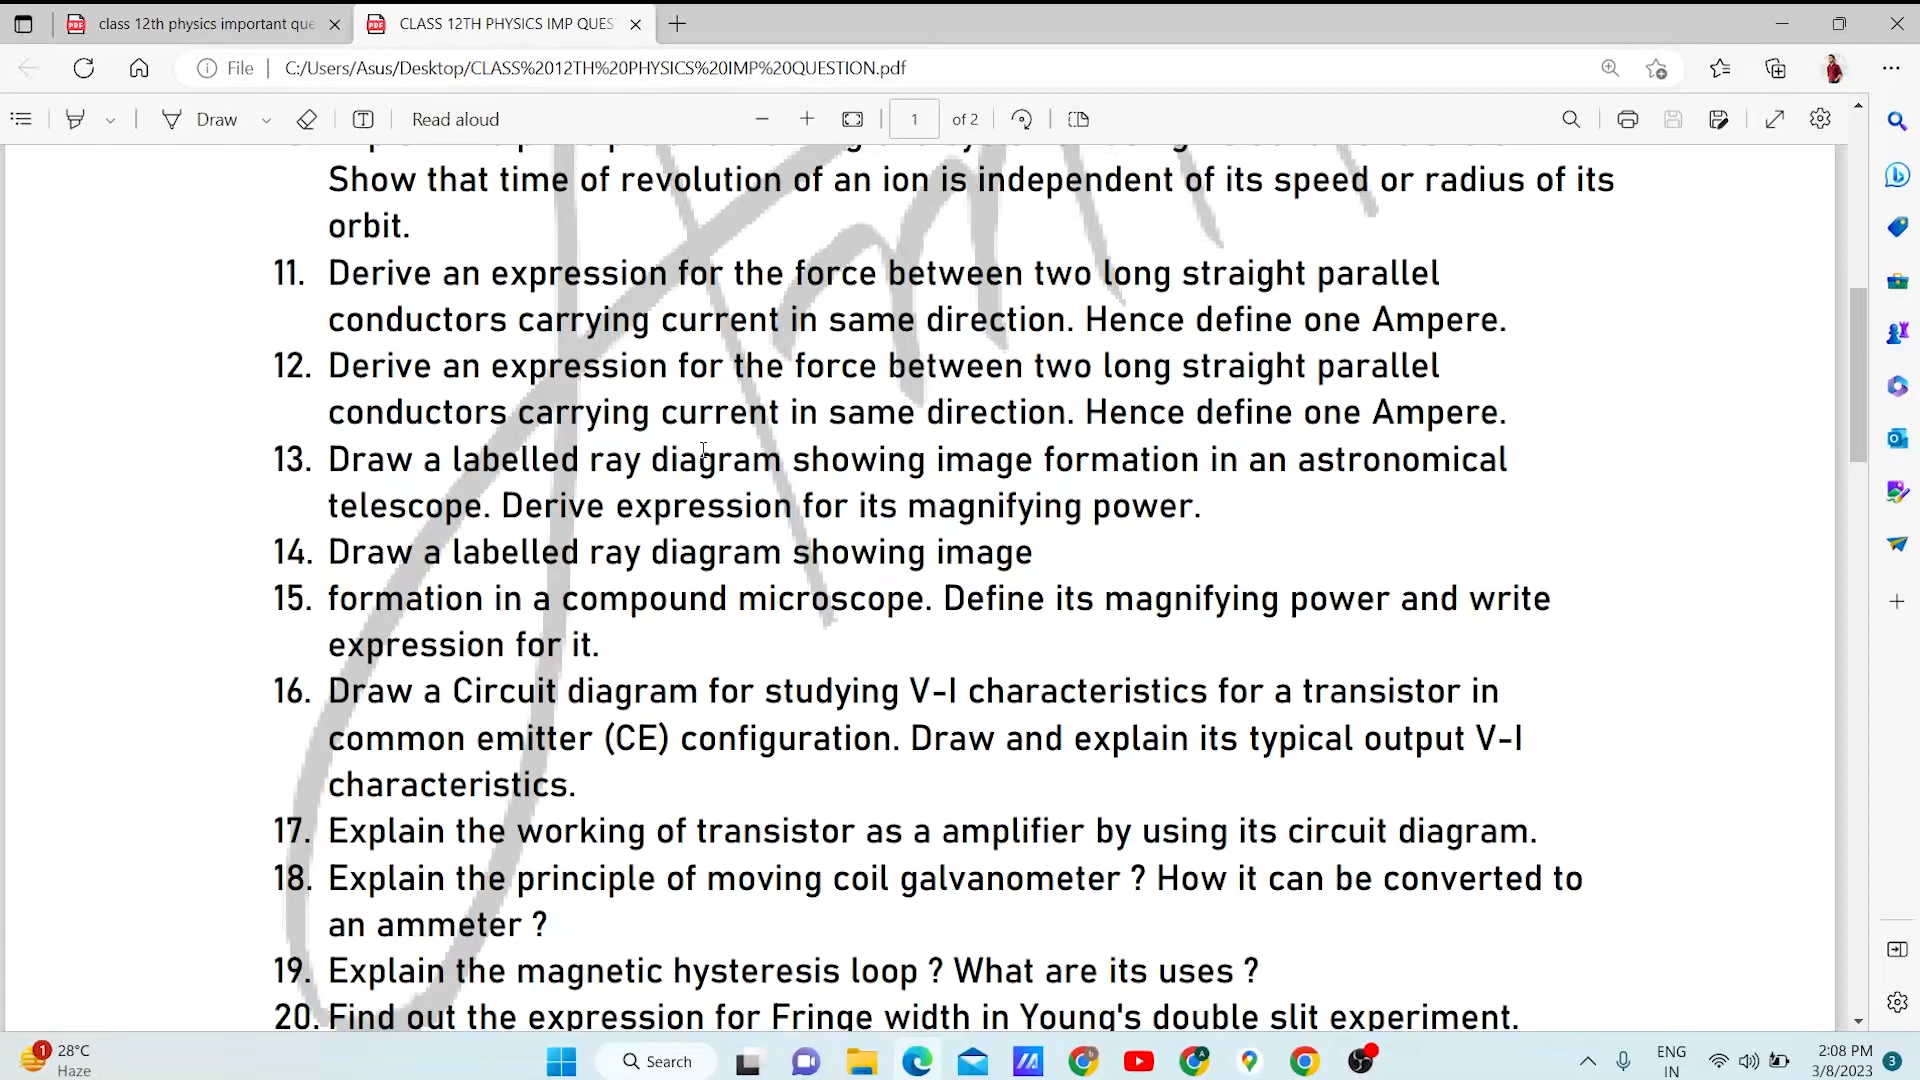 class 12th physics important que
CLASS 12TH PHYSICS IMP QUES
File
C:/Users/Asus/Desktop/CLASS%2012TH%20PHYSICS%20IMP%20QUESTION.pdf
Draw
Read aloud
1
of 2
Show that time of revolution of an ion is independent of its speed or radius of its
orbit.
11. Derive an expression for the force between two long straight parallel
conductors carrying current in same direction. Hence define one Ampere.
12. Derive an expression for the force between two long straight parallel
conductors carrying current in same direction. Hence define one Ampere.
13. Draw a labelled ray diagram showing image formation in an astronomical
telescope. Derive expression for its magnifying power.
14. Draw a labelled ray diagram showing image
15. formation in a compound microscope. Define its magnifying power and write
expression for it.
16. Draw a Circuit diagram for studying V-I characteristics for a transistor in
common emitter (CE) configuration. Draw and explain its typical output V-I
characteristics.
17. Explain the working of transistor as a amplifier by using its circuit diagram.
18. Explain the principle of moving coil galvanometer ? How it can be converted to
an ammeter ?
19. Explain the magnetic hysteresis loop ? What are its uses ?
20. Find out the expression for Fringe width in Young's double slit experiment.
1
28°C
Haze
Search
ENG
IN
2:08 PM
3/8/2023
3